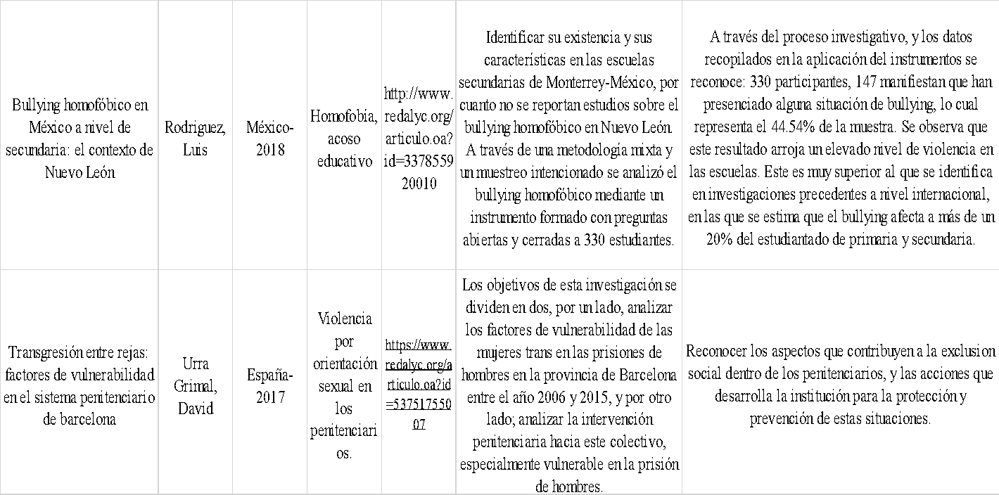 Bullying homofóbico en
México a nivel de
secundaria: el contexto de
Nuevo León
Rodriguez,
Luis
México-
2018
Homofobía,
acoso
educativo
http://www.
redalyc.org/
articulo.oa?
id=3378559
20010
Identificar su existencia y sus
características en las escuelas
secundarias de Monterrey-México, por
cuanto no se reportan estudios sobre el
bullying homofóbico en Nuevo León.
A través de una metodología mixta y
un muestreo intencionado se analizó el
bullying homofóbico mediante un
instrumento formado con preguntas
abiertas y cerradas a 330 estudiantes.
A través del proceso investigativo, y los datos
recopilados en la aplicación del instrumentos se
reconoce: 330 participantes, 147 manifiestan que han
presenciado alguna situación de bullying, lo cual
representa el 44.54% de la muestra. Se observa que
este resultado arroja un elevado nivel de violencia en
las escuelas. Este es muy superior al que se identifica
en investigaciones precedentes a nivel internacional,
en las que se estima que el bullying afecta a más de un
20% del estudiantado de primaria y secundaria.
Transgresión entre rejas:
factores de vulnerabilidad
en el sistema penitenciario
de barcelona
Urra
Grimal,
David
España-
2017
Violencia
por
orientación
sexual en
los
penitenciari
os.
https://www.
redalyc.org/a
rticulo.oa?id
=537517550
07
Los objetivos de esta investigación se
dividen en dos, por un lado, analizar
los factores de vulnerabilidad de las
mujeres trans en las prisiones de
hombres en la provincia de Barcelona
entre el año 2006 y 2015, y por otro
lado; analizar la intervención
penitenciaria hacia este colectivo,
especialmente vulnerable en la prisión
de hombres.
Reconocer los aspectos que contribuyen a la exclusion
social dentro de los penitenciarios, y las acciones que
desarrolla la institución para la protección y
prevención de estas situaciones.